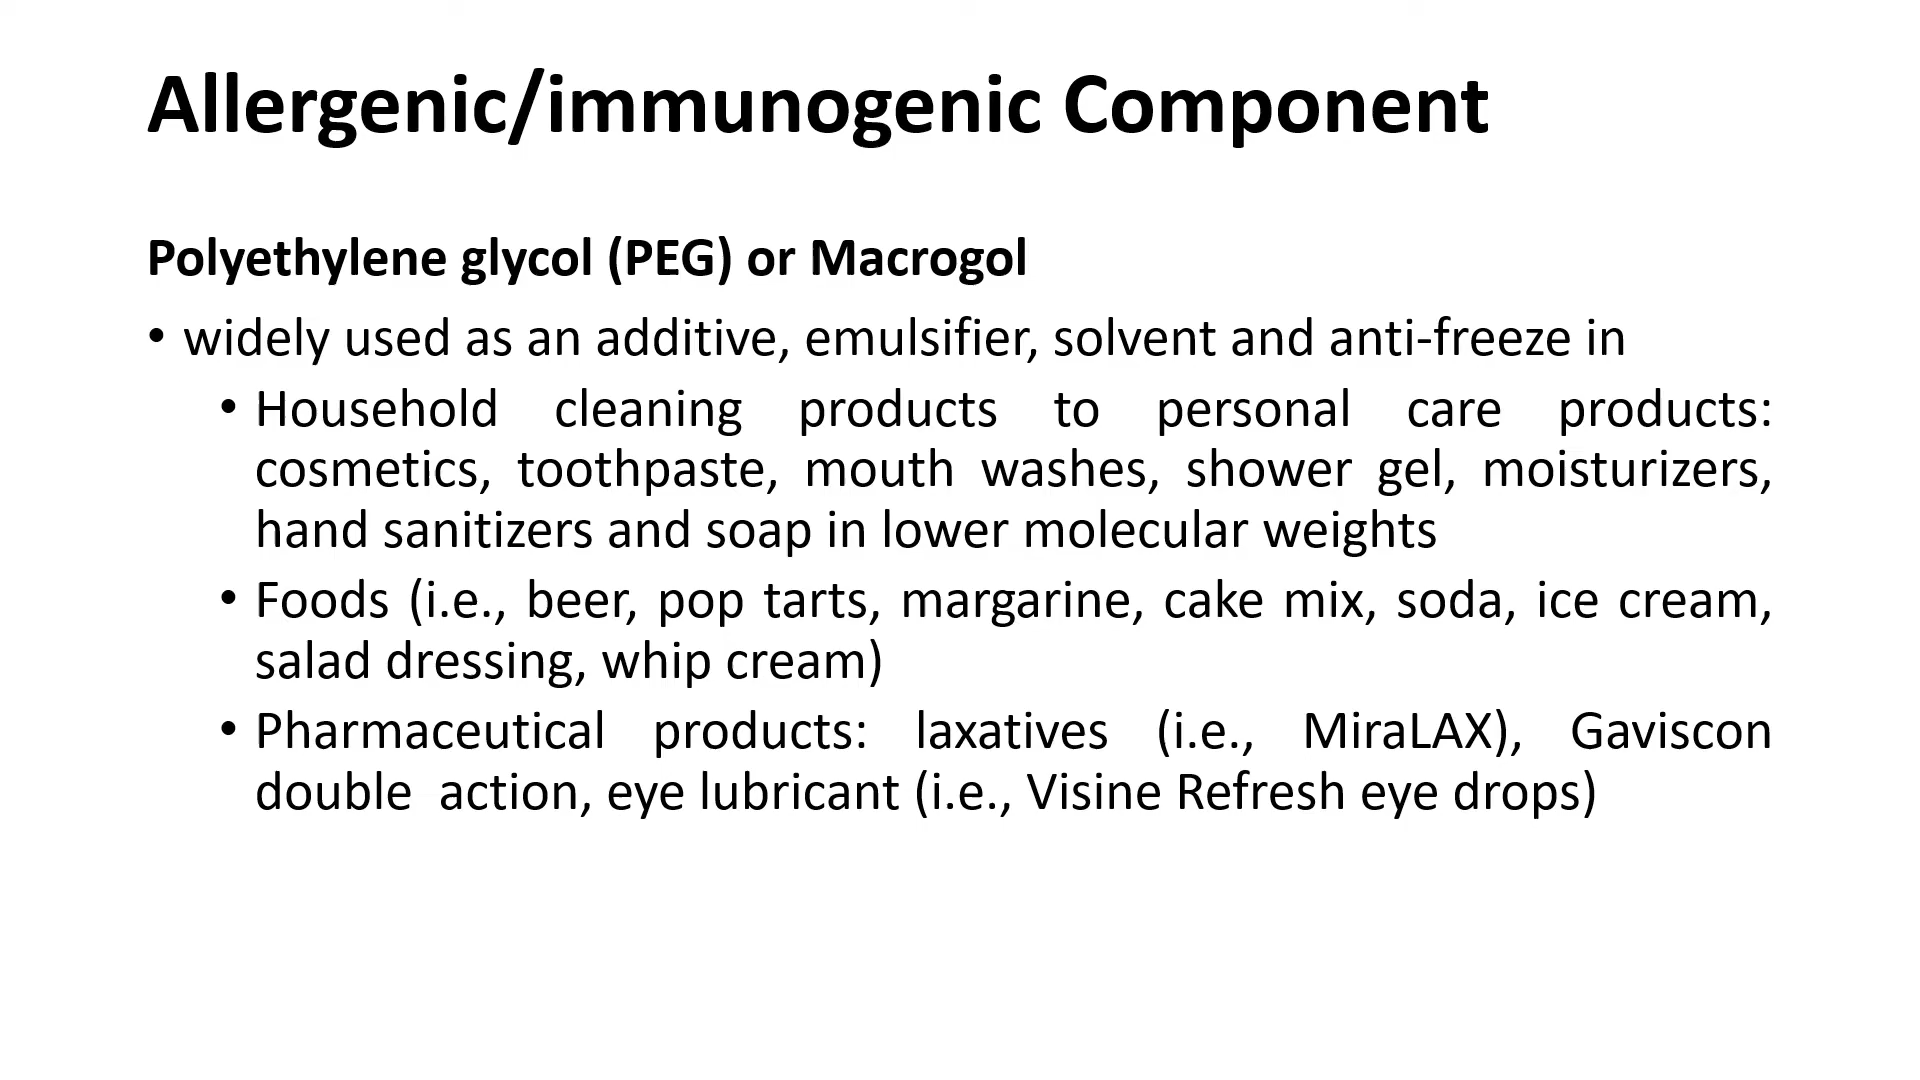 Allergenic/immunogenic Component
Polyethylene glycol (PEG) or Macrogol
• widely used as an additive, emulsifier, solvent and anti-freeze in
• Household cleaning products to personal care products:
cosmetics, toothpaste, mouth washes, shower gel, moisturizers,
hand sanitizers and soap in lower molecular weights
• Foods (i.e., beer, pop tarts, margarine, cake mix, soda, ice cream,
salad dressing, whip cream)
• Pharmaceutical products: laxatives (i.e., MiraLAX), Gaviscon
double action, eye lubricant (i.e., Visine Refresh eye drops)